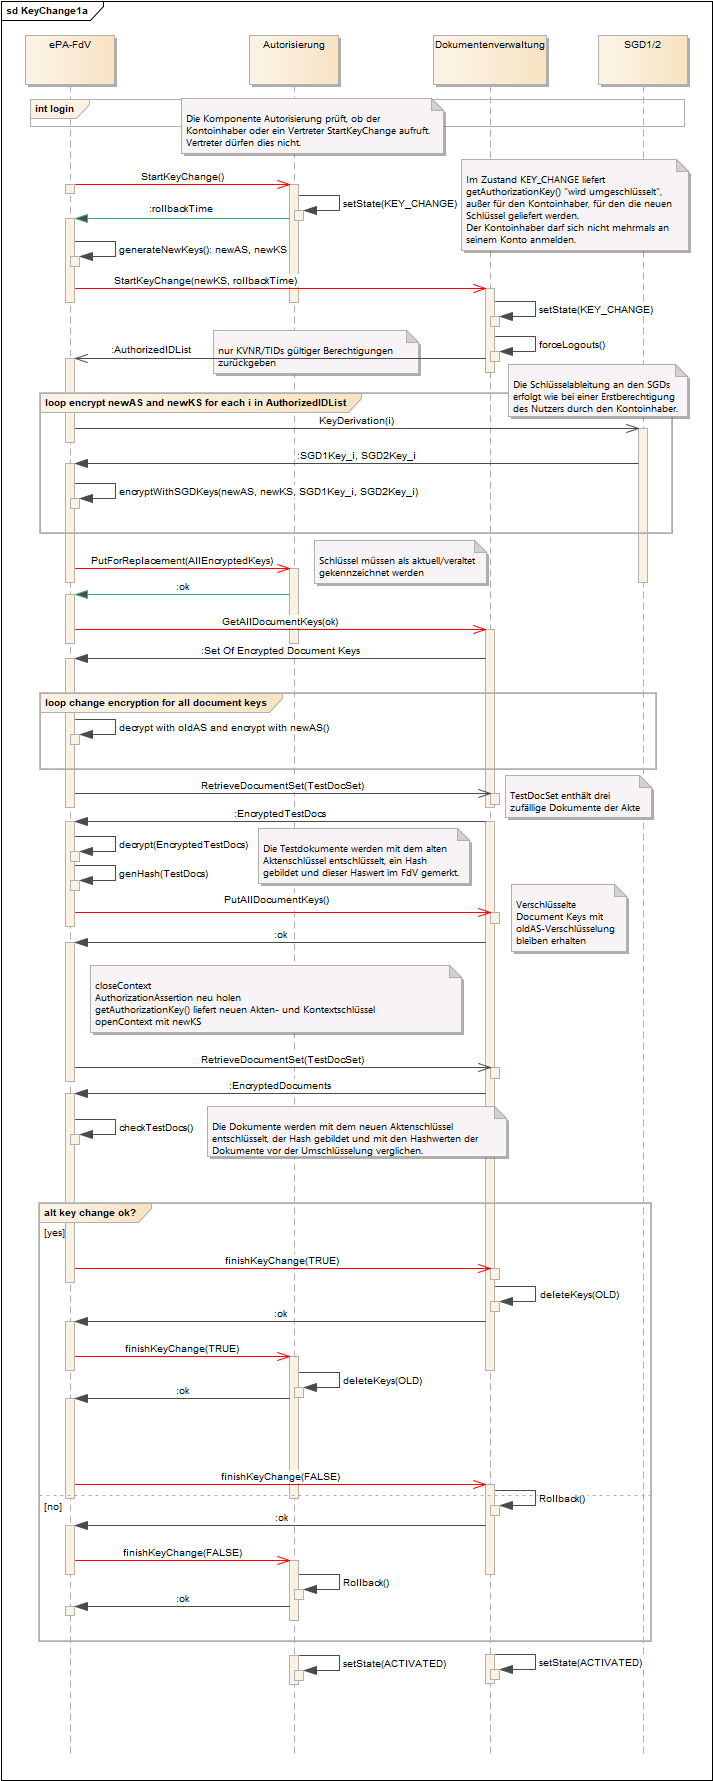 sd KeyChange1a
ePA-FdV
Autorisierung
Dokumentenverwaltung
SGD1/2
int login
Die Komponente Autorisierung prüft, ob der
Kontoinhaber oder ein Vertreter StartKeyChange aufruft.
Vertreter dürfen dies nicht.
StartKeyChange()
Im Zustand KEY_CHANGE liefert
getAuthorizationKey() "wird umgeschlüsselt",
außer für den Kontoinhaber, für den die neuen
Schlüssel geliefert werden.
Der Kontoinhaber darf sich nicht mehrmals an
seinem Konto anmelden.
setState(KEY_CHANGE)
:rollbackTime
generateNewKeys(): newAS, newKS
StartKeyChange(newKS, rollbackTime)
setState(KEY_CHANGE)
forceLogouts()
:AuthorizedIDList
nur KVNR/TIDs gültiger Berechtigungen
zurückgeben
Die Schlüsselableitung an den SGDs
erfolgt wie bei einer Erstberechtigung
des Nutzers durch den Kontoinhaber.
loop encrypt newAS and newKS for each i in AuthorizedIDList
KeyDerivation(i)
:SGD1Key_i, SGD2Key_i
encryptWithSGDKeys(newAS, newKS, SGD1Key_i, SGD2Key_i)
PutForReplacement(AllEncryptedKeys)
Schlüssel müssen als aktuell/veraltet
gekennzeichnet werden
:ok
GetAllDocumentKeys(ok)
:Set Of Encrypted Document Keys
loop change encryption for all document keys
decrypt with oldAS and encrypt with newAS()
RetrieveDocumentSet(TestDocSet)
TestDocSet enthält drei
zufällige Dokumente der Akte
:EncryptedTestDocs
decrypt(EncryptedTestDocs)
genHash(TestDocs)
Die Testdokumente werden mit dem alten
Aktenschlüssel entschlüsselt, ein Hash
gebildet und dieser Haswert im FdV gemerkt.
PutAllDocumentKeys()
Verschlüsselte
Document Keys mit
oldAS-Verschlüsselung
bleiben erhalten
:ok
closeContext
AuthorizationAssertion neu holen
getAuthorizationKey() liefert neuen Akten- und Kontextschlüssel
openContext mit newKS
RetrieveDocumentSet(TestDocSet)
:EncryptedDocuments
checkTestDocs()
Die Dokumente werden mit dem neuen Aktenschlüssel
entschlüsselt, der Hash gebildet und mit den Hashwerten der
Dokumente vor der Umschlüsselung verglichen.
alt key change ok?
[yes]
finishKeyChange(TRUE)
deleteKeys(OLD)
:ok
finishKeyChange(TRUE)
deleteKeys(OLD)
:ok
finishKeyChange(FALSE)
Rollback()
[no]
:ok
finishKeyChange(FALSE)
Rollback()
:ok
setState(ACTIVATED)
setState(ACTIVATED)